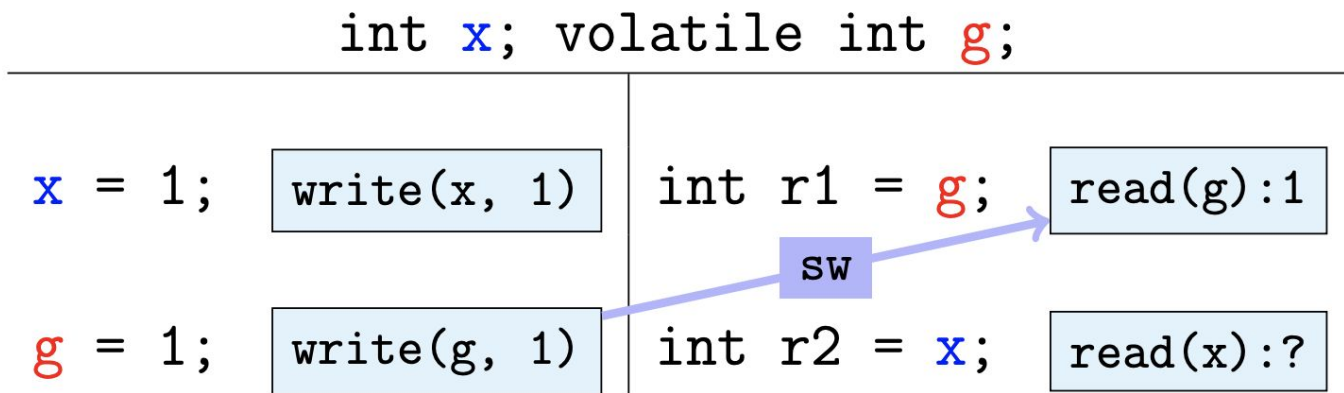 int x; volatile int g;
x = 1; write(x, 1) int r1 = g; read(g):1
sw
g = 1; write(g, 1) int r2 = x; read(x):?